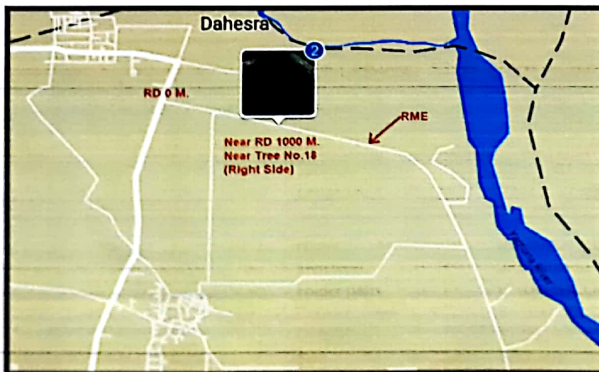 Dahesra
2
RD 0 M.
RME
Near RD 1000 M.
Near Tree No.18
(Right Side)